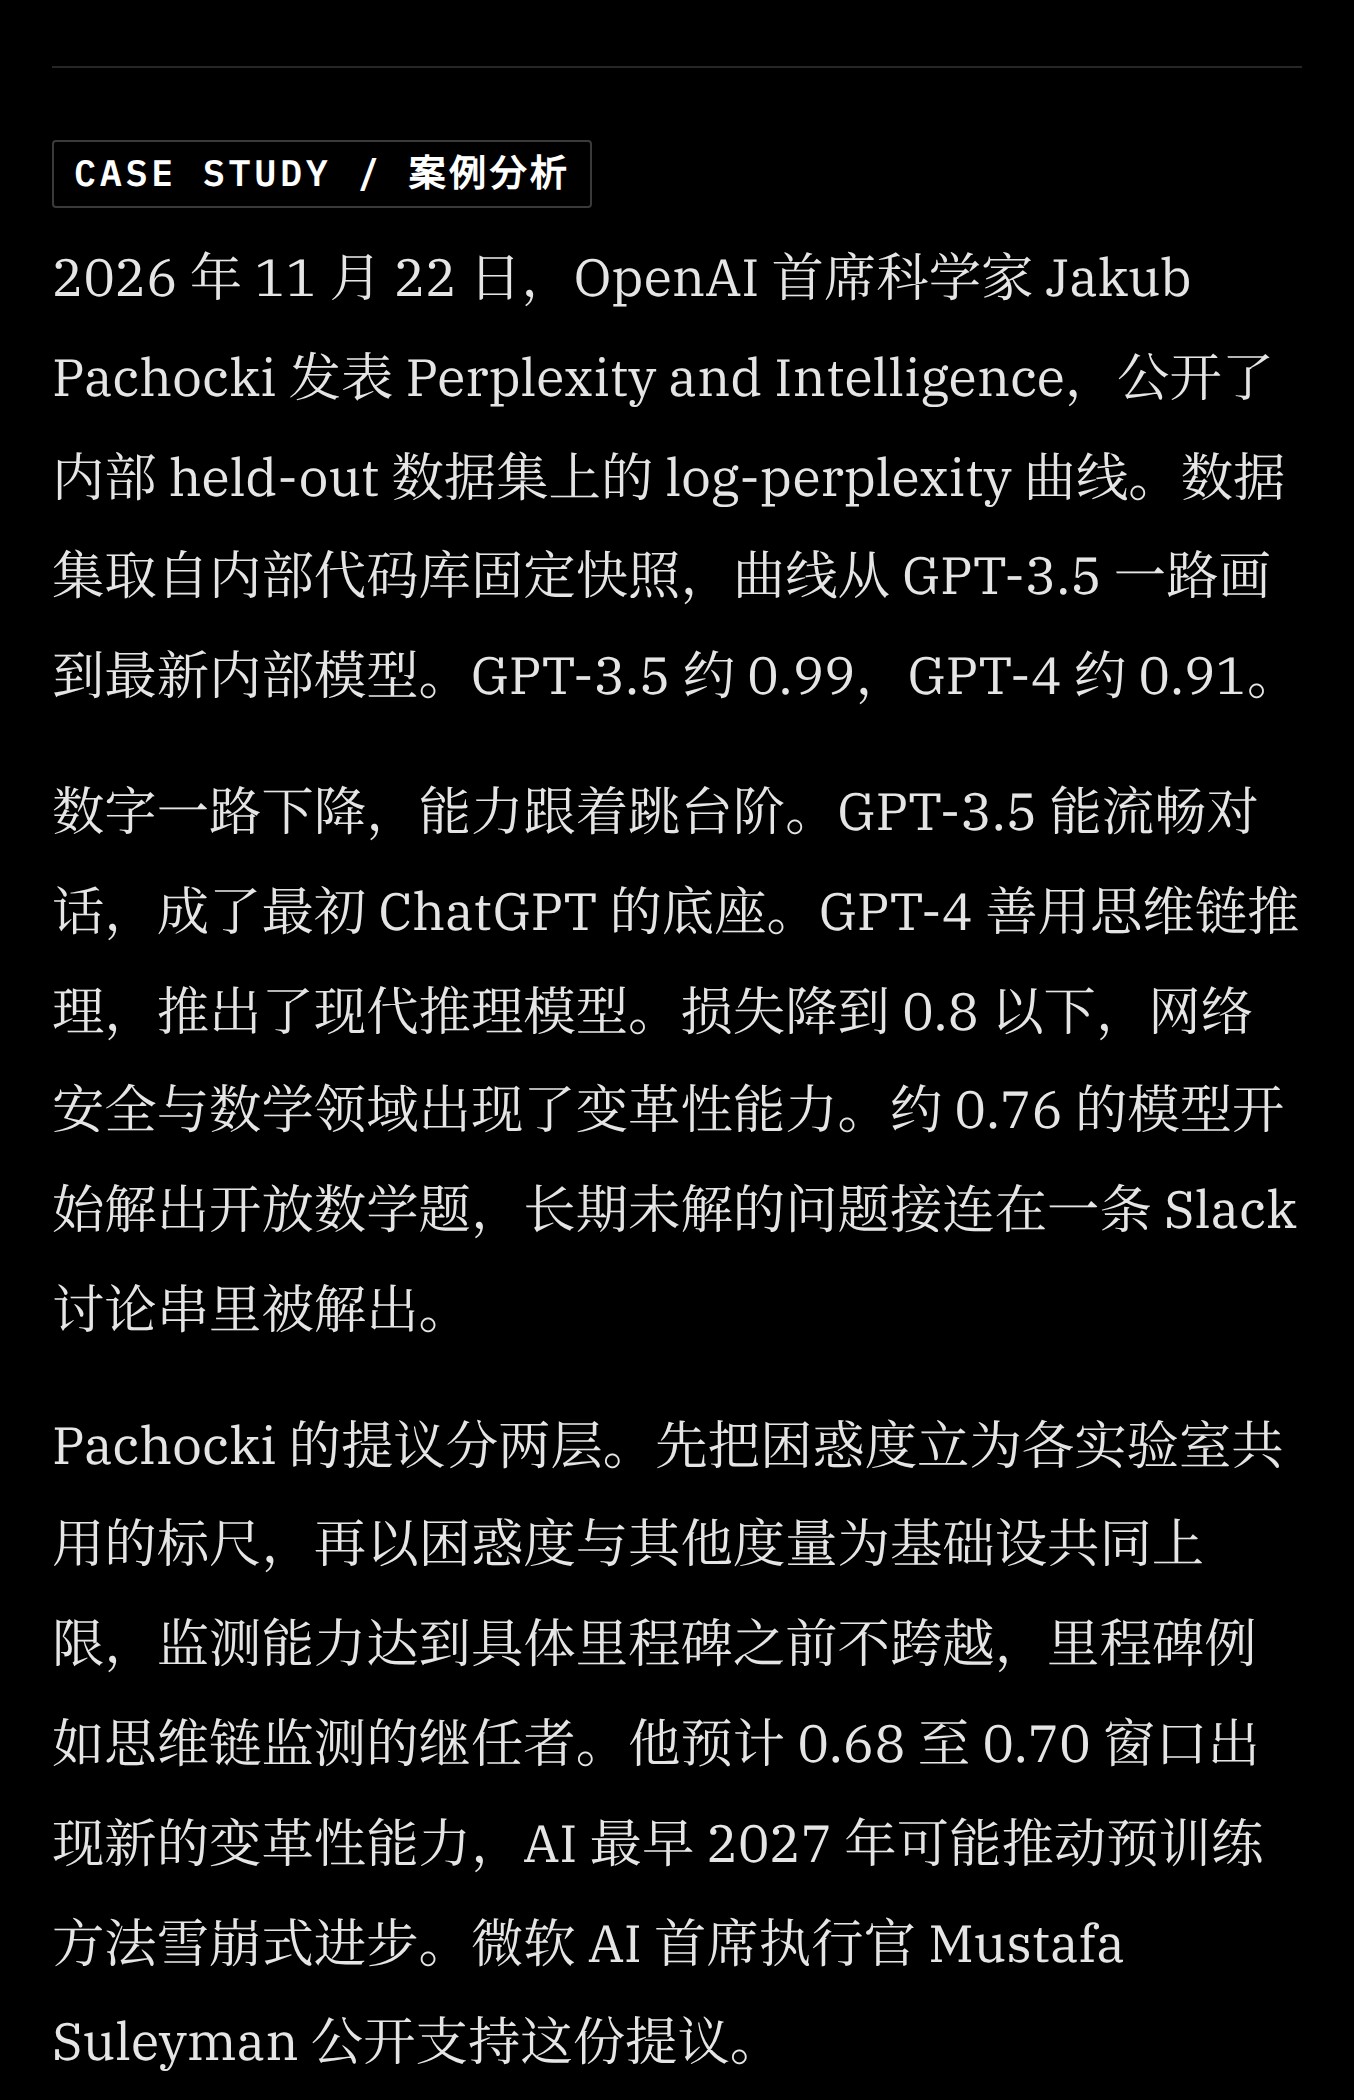 CASE STUDY / 案例分析
2026 年 11 月 22 日，OpenAI 首席科学家 Jakub
Pachocki 发表 Perplexity and Intelligence，公开了
内部 held-out 数据集上的 log-perplexity 曲线。数据
集取自内部代码库固定快照，曲线从 GPT-3.5 一路画
到最新内部模型。GPT-3.5 约 0.99，GPT-4 约 0.91。
数字一路下降，能力跟着跳台阶。GPT-3.5 能流畅对
话，成了最初 ChatGPT 的底座。GPT-4 善用思维链推
理，推出了现代推理模型。损失降到 0.8 以下，网络
安全与数学领域出现了变革性能力。约 0.76 的模型开
始解出开放数学题，长期未解的问题接连在一条 Slack
讨论串里被解出。
Pachocki 的提议分两层。先把困惑度立为各实验室共
用的标尺，再以困惑度与其他度量为基础设共同上
限，监测能力达到具体里程碑之前不跨越，里程碑例
如思维链监测的继任者。他预计 0.68 至 0.70 窗口出
现新的变革性能力，AI 最早 2027 年可能推动预训练
方法雪崩式进步。微软 AI 首席执行官 Mustafa
Suleyman 公开支持这份提议。